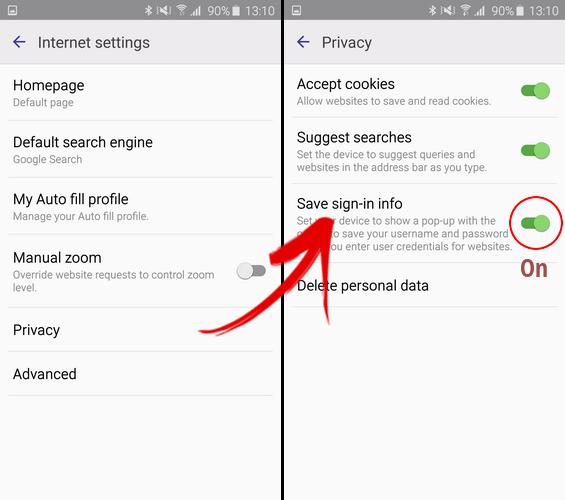 90% 13:10
Internet settings
Homepage
Default page
Default search engine
Google Search
My Auto fill profile
Manage your Auto fill profile.
Manual zoom
Override website requests to control zoom
level.
Privacy
Advanced
90% 13:10
Privacy
Accept cookies
Allow websites to save and read cookies.
Suggest searches
Set the device to suggest queries and
websites in the address bar as you type.
Save sign-in info
Set device to show a pop-up with the
to save your username and password
you enter user credentials for websites.
On
Delete personal data